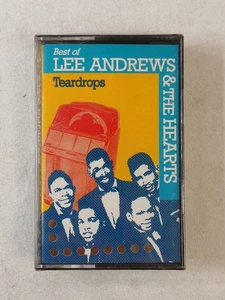 Best of
LEE ANDREWS
& THE HEARTS
Teardrops